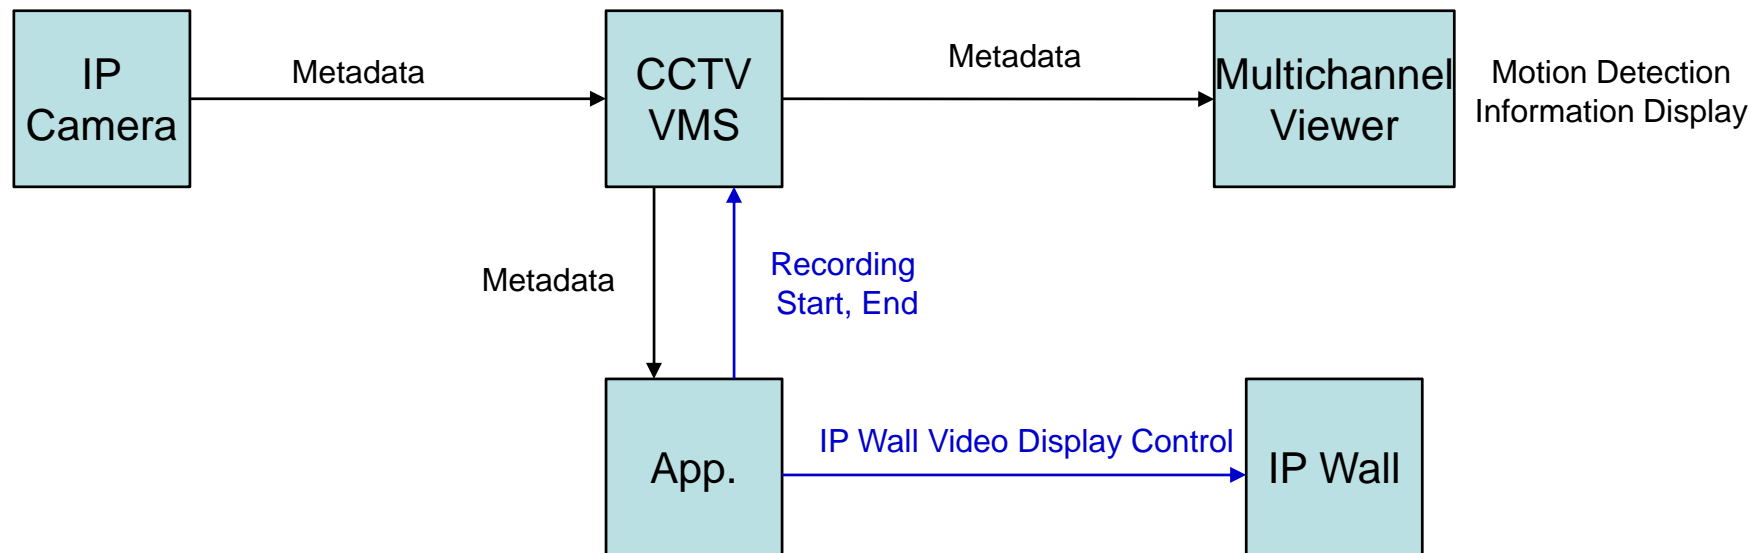 IP
Camera
Metadata
CCTV
VMS
Metadata
Multichannel
Viewer
Motion Detection
Information Display
Metadata
Recording
Start, End
App.
IP Wall Video Display Control
IP Wall